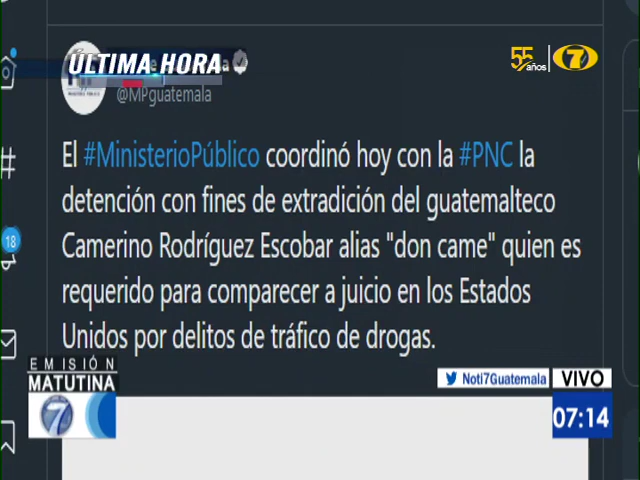 ÚLTIMA HORA
55 años
7
@MPguatemala
El #MinisterioPúblico coordinó hoy con la #PNC la
detención con fines de extradición del guatemalteco
Camerino Rodríguez Escobar alias "don came" quien es
requerido para comparecer a juicio en los Estados
Unidos por delitos de tráfico de drogas.
18
EMISIÓN
MATUTINA
7
Noti7Guatemala
VIVO
07:14